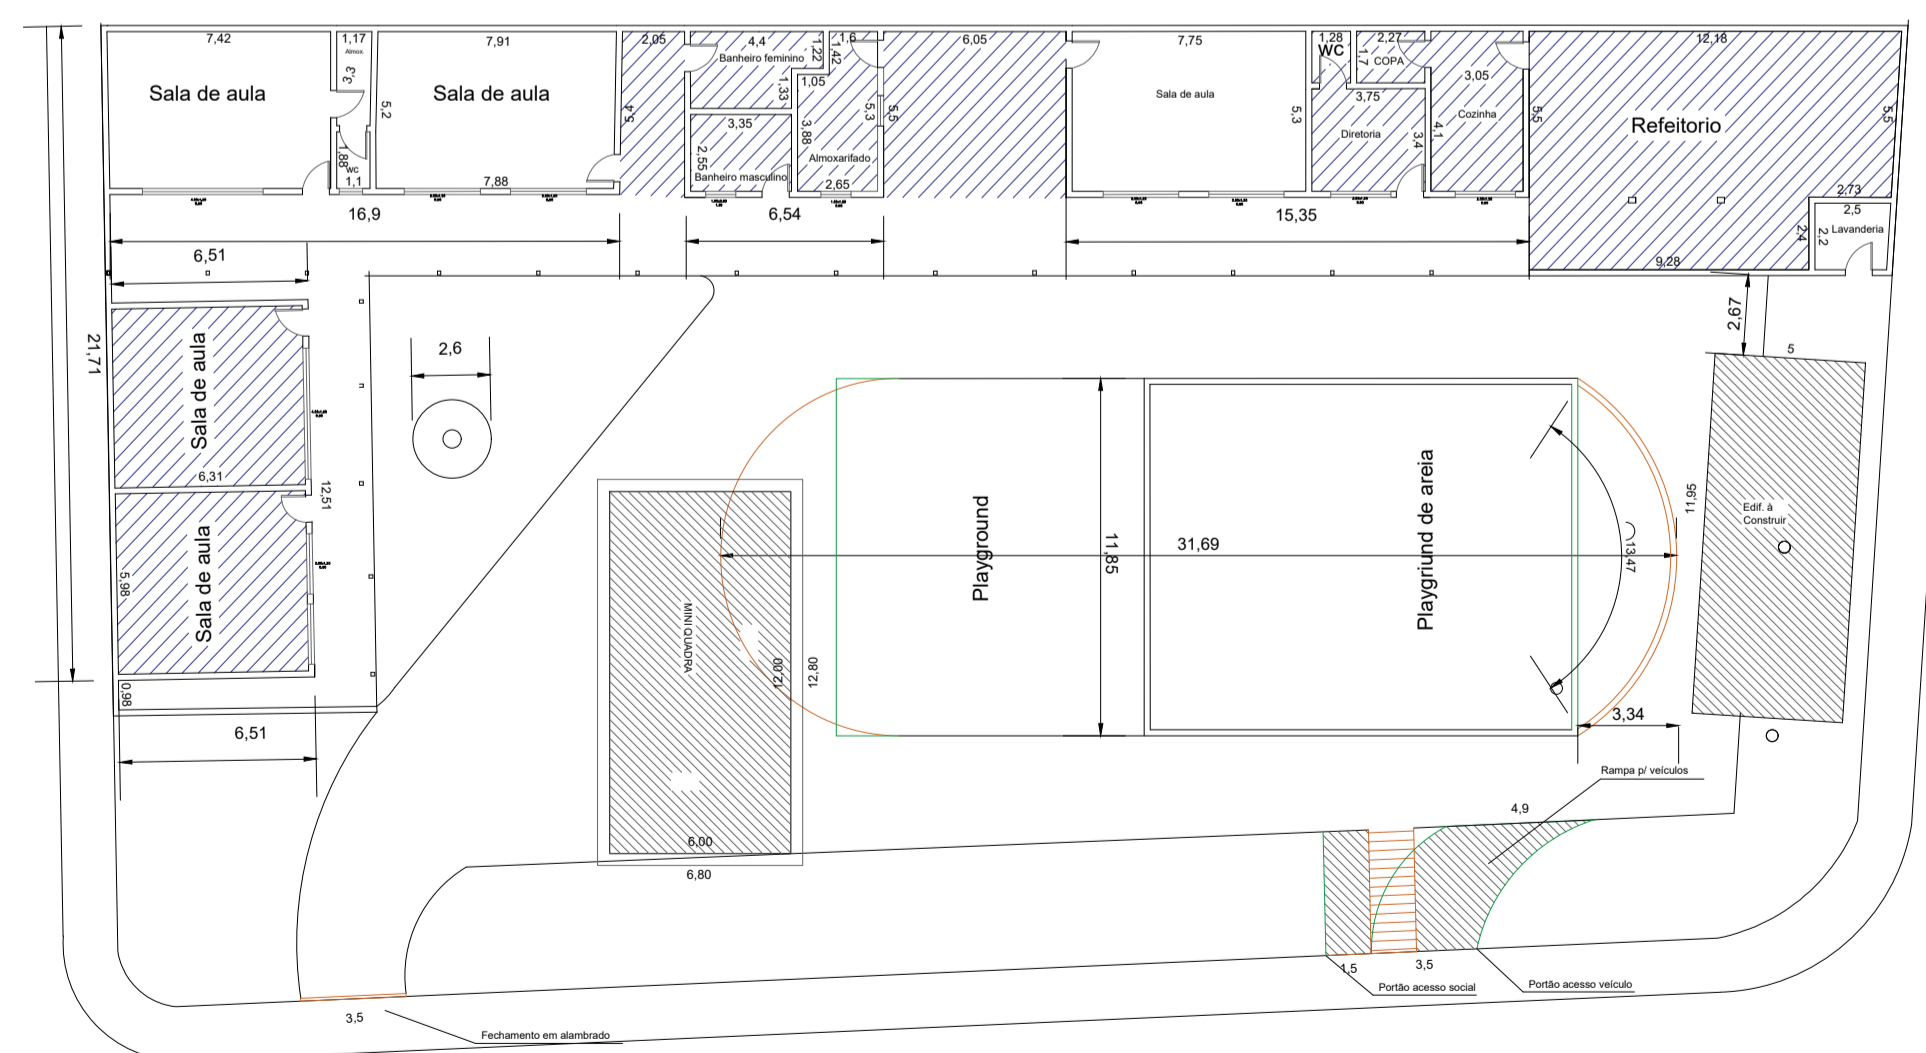 7,42
1,17
7,91
2,05
4,4
1,22
1,6
6,05
7,75
1,28
2,27
12,18
Almox.
3,3
Sala de aula
Sala de aula
5,2
5,4
Banheiro feminino
1,42
1,33
1,05
WC
1,7
COPA
3,05
Sala de aula
5,3
5,5
3,35
3,88
5,3
3,75
Cozinha
4,1
5,5
Refeitorio
5,5
Diretoria
3,4
1,88
WC
1,1
7,88
2,55
Banheiro masculino
Almoxarifado
2,65
2,73
2,5
16,9
6,54
15,35
2,4
2,2
Lavanderia
6,51
9,28
21,71
Sala de aula
2,6
2,67
5
6,31
12,51
Sala de aula
5,98
0,98
6,51
MINI QUADRA
12,00
12,80
6,00
6,80
Playground
11,85
31,69
Playgriund de areia
13,47
11,95
Edif. à
Construir
3,34
Rampa p/ veículos
4,9
1,5
3,5
Portão acesso social
Portão acesso veículo
3,5
Fechamento em alambrado